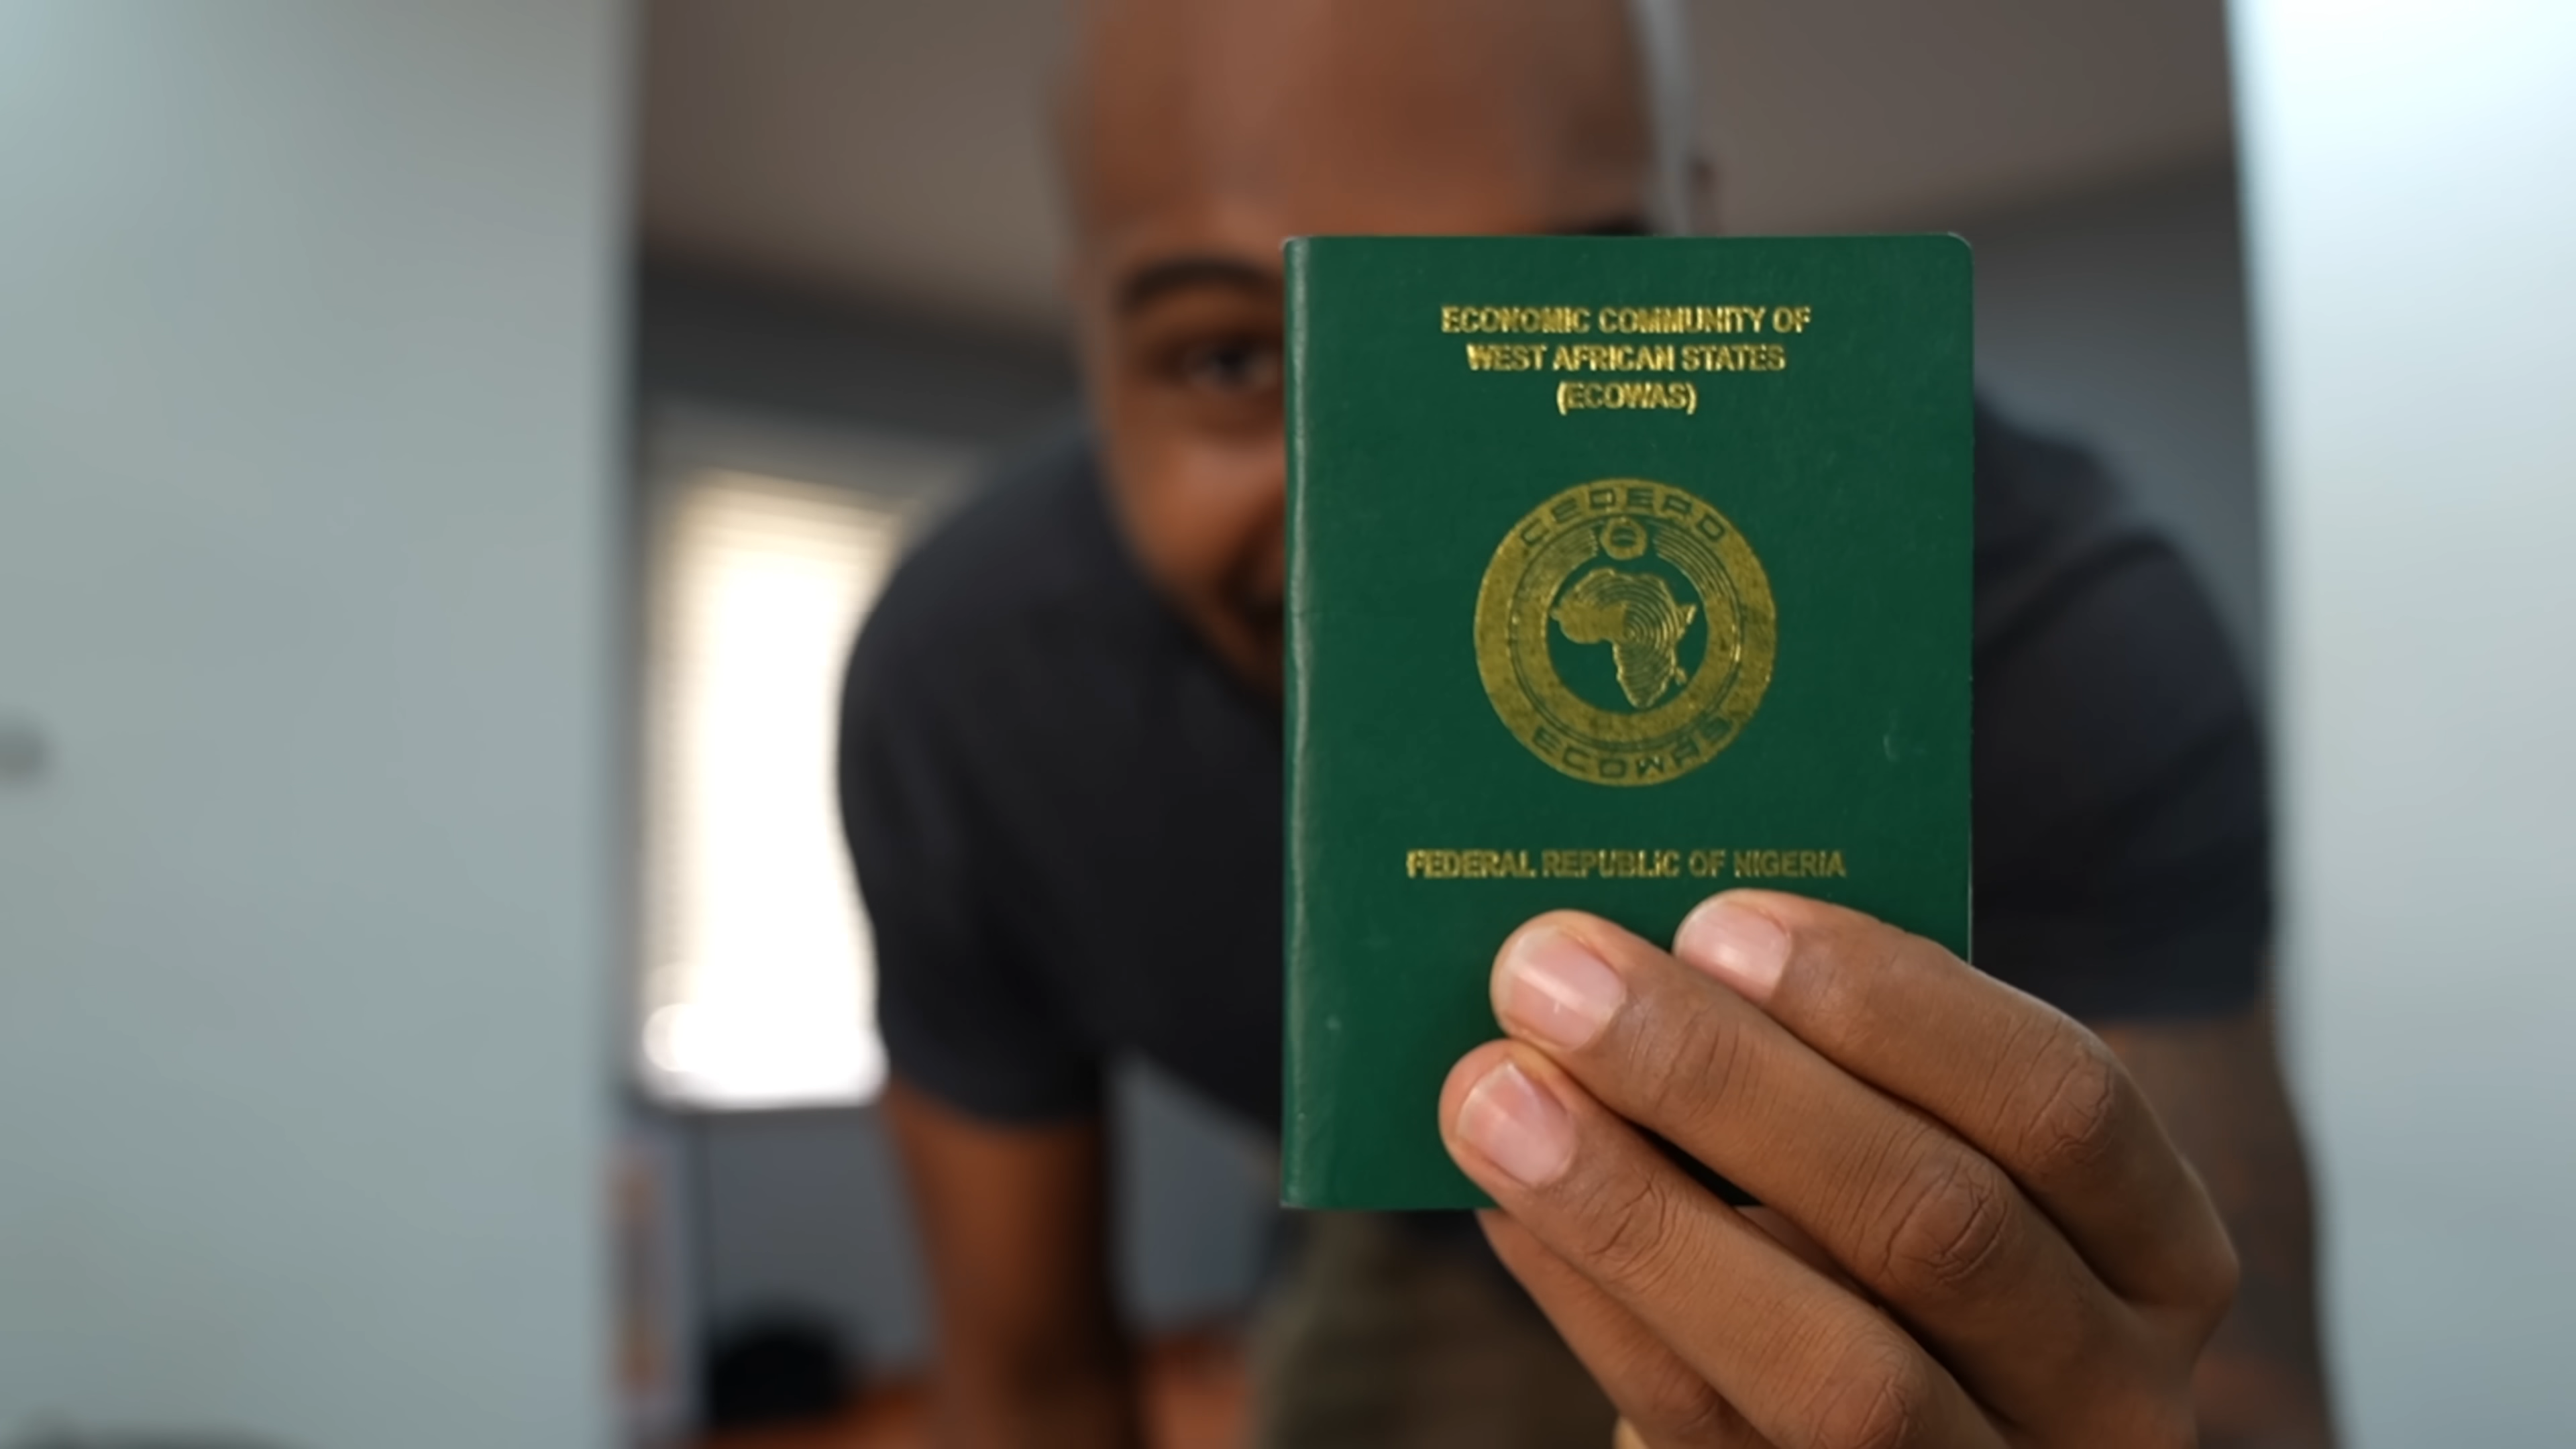 ECONOMIC COMMUNITY OF
WEST AFRICAN STATES
(ECOWAS)
CEDEAO
ECOWAS
FEDERAL REPUBLIC OF NIGERIA